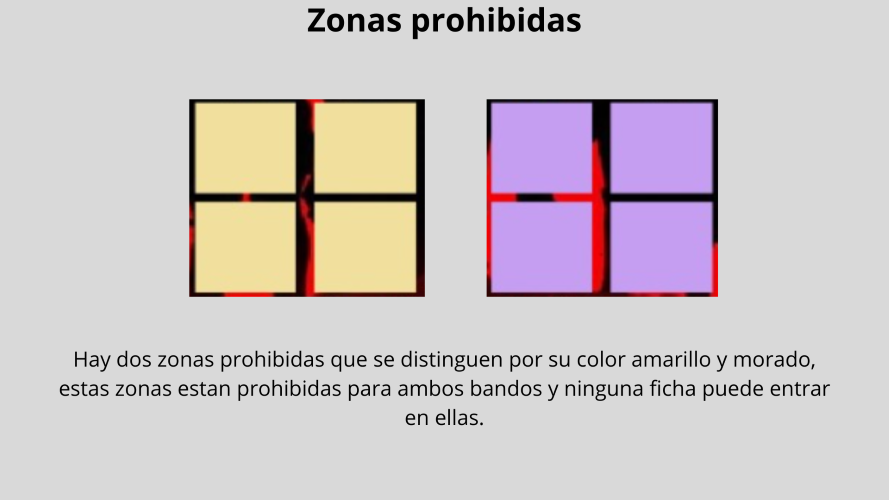 Zonas prohibidas
Hay dos zonas prohibidas que se distinguen por su color amarillo y morado,
estas zonas estan prohibidas para ambos bandos y ninguna ficha puede entrar
en ellas.